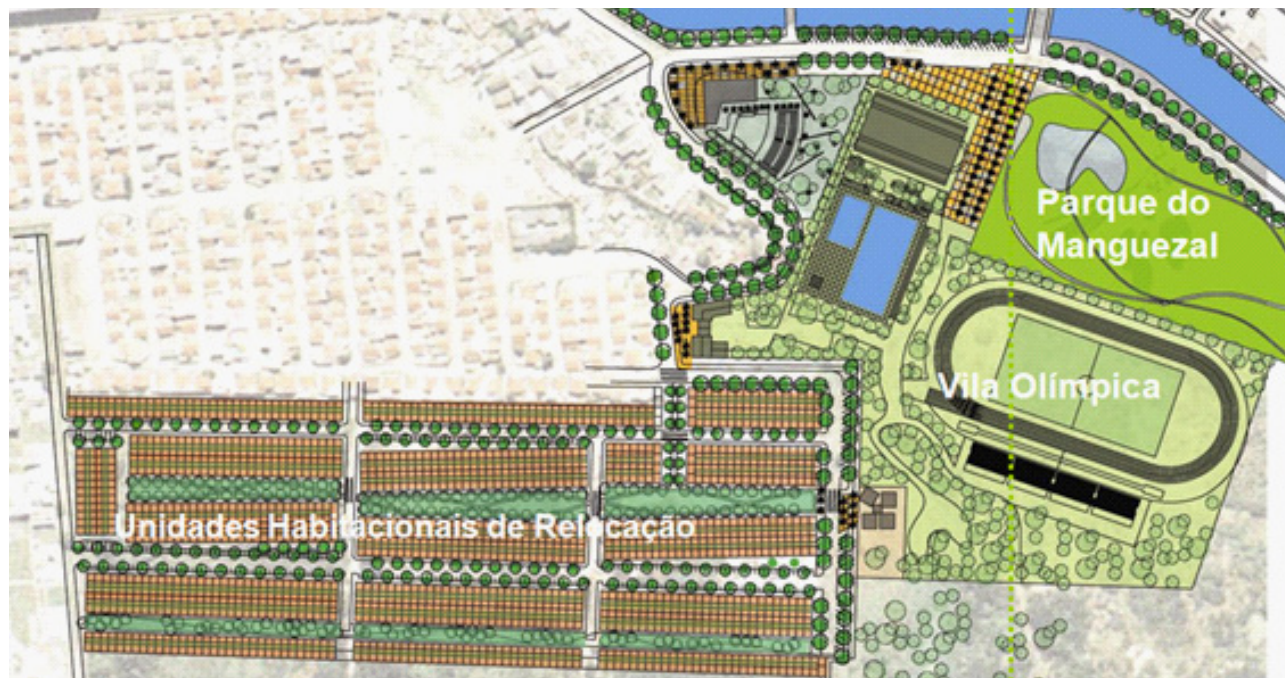 Parque do
Manguezal
Vila Olímpica
Unidades Habitacionais de Relocação